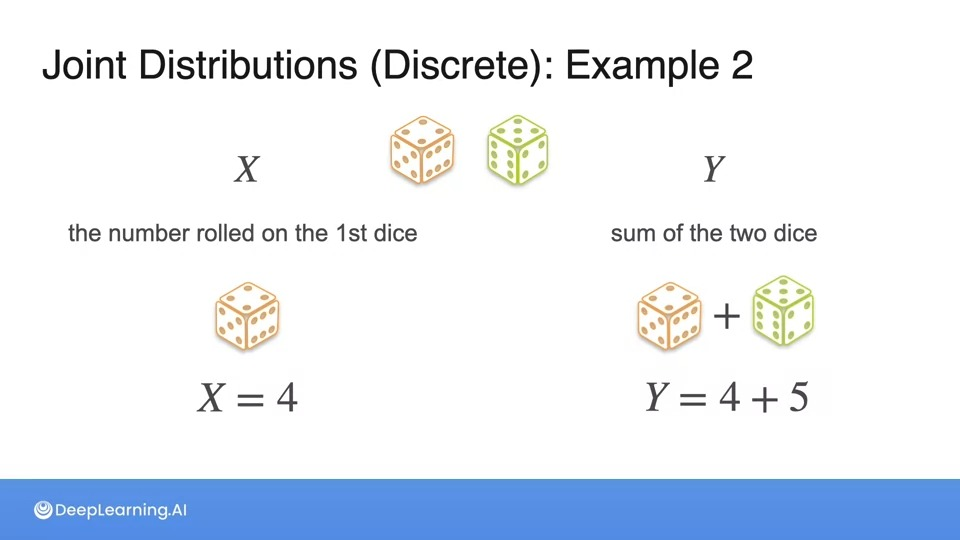 Joint Distributions (Discrete): Example 2
X
Y
the number rolled on the 1st dice
sum of the two dice
+
X = 4
Y = 4 + 5
DeepLearning.AI